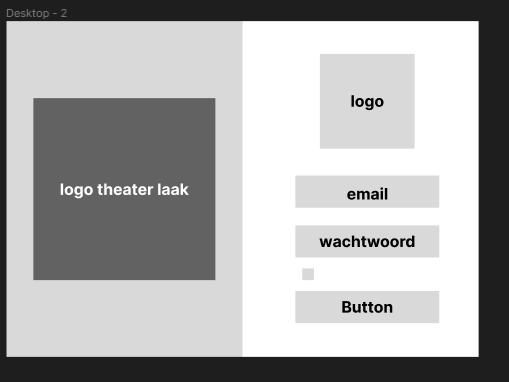 Desktop - 2
logo theater laak
logo
email
wachtwoord
Button